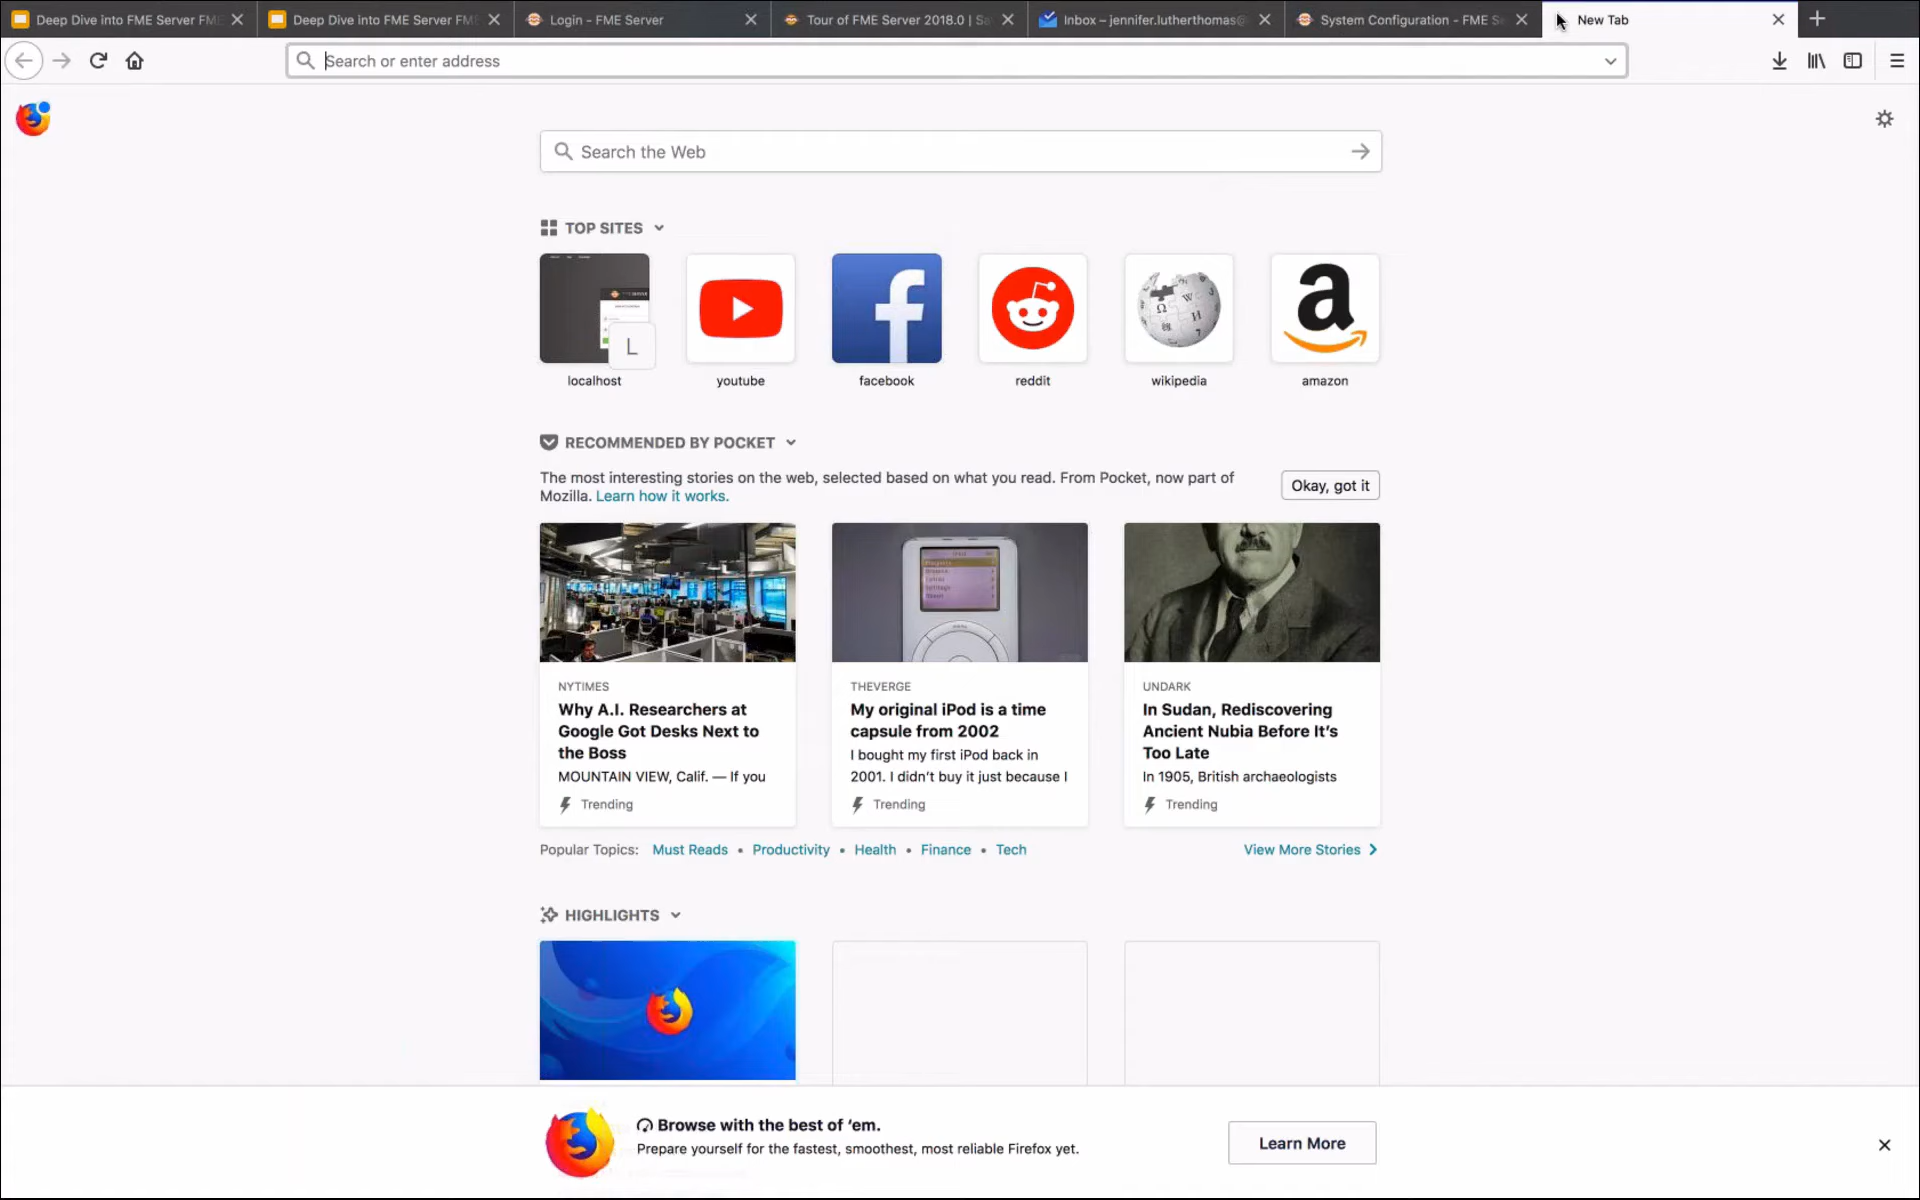 Deep Dive into FME Server FME
Deep Dive into FME Server FME
Login - FME Server
Tour of FME Server 2018.0 | Sa
Inbox – jennifer.lutherthomas@
System Configuration - FME Se
New Tab
Search or enter address
Search the Web
TOP SITES
L
localhost
youtube
facebook
reddit
wikipedia
amazon
RECOMMENDED BY POCKET
The most interesting stories on the web, selected based on what you read. From Pocket, now part of
Mozilla. Learn how it works.
Okay, got it
NYTIMES
Why A.I. Researchers at
Google Got Desks Next to
the Boss
MOUNTAIN VIEW, Calif. — If you
Trending
THEVERGE
My original iPod is a time
capsule from 2002
I bought my first iPod back in
2001. I didn’t buy it just because I
Trending
UNDARK
In Sudan, Rediscovering
Ancient Nubia Before It’s
Too Late
In 1905, British archaeologists
Trending
Popular Topics: Must Reads • Productivity • Health • Finance • Tech
View More Stories
HIGHLIGHTS
Browse with the best of ‘em.
Prepare yourself for the fastest, smoothest, most reliable Firefox yet.
Learn More